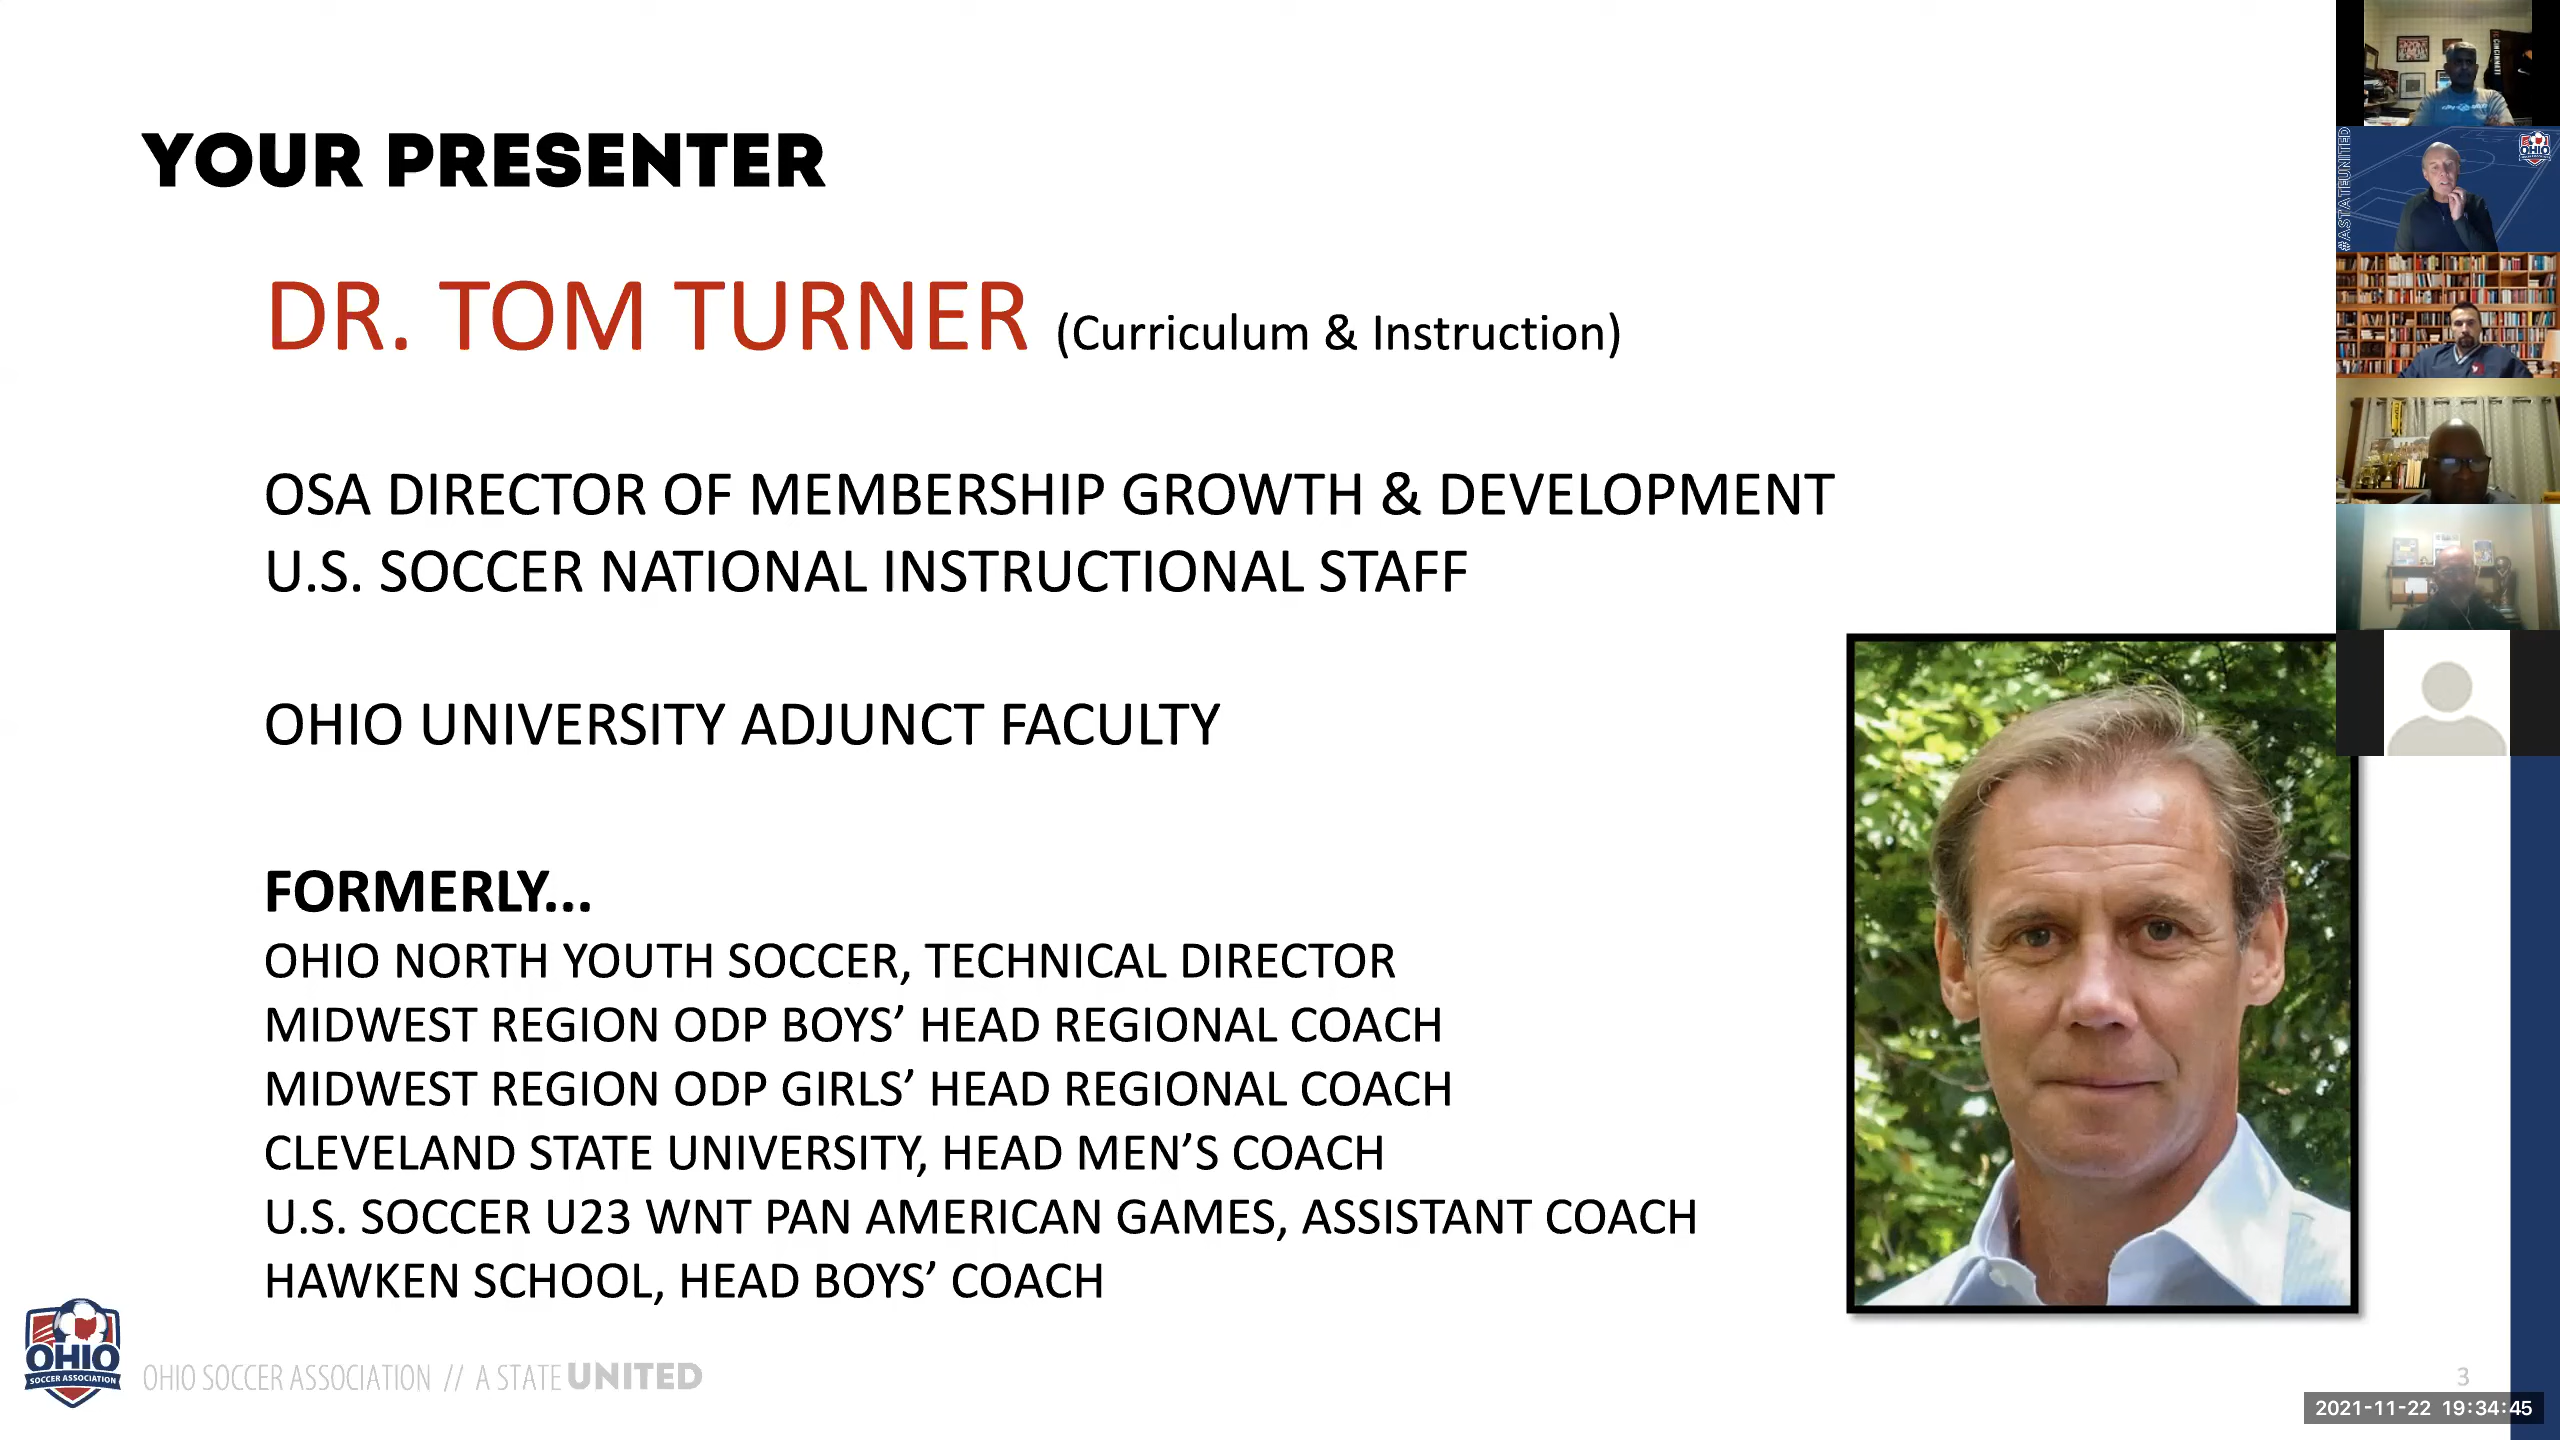 YOUR PRESENTER
DR. TOM TURNER (Curriculum & Instruction)
OSA DIRECTOR OF MEMBERSHIP GROWTH & DEVELOPMENT
U.S. SOCCER NATIONAL INSTRUCTIONAL STAFF
OHIO UNIVERSITY ADJUNCT FACULTY
FORMERLY...
OHIO NORTH YOUTH SOCCER, TECHNICAL DIRECTOR
MIDWEST REGION ODP BOYS’ HEAD REGIONAL COACH
MIDWEST REGION ODP GIRLS’ HEAD REGIONAL COACH
CLEVELAND STATE UNIVERSITY, HEAD MEN’S COACH
U.S. SOCCER U23 WNT PAN AMERICAN GAMES, ASSISTANT COACH
HAWKEN SCHOOL, HEAD BOYS’ COACH
OHIO
SOCCER ASSOCIATION
OHIO SOCCER ASSOCIATION // A STATE UNITED
3
2021-11-22 19:34:45
#ASTATEUNITED
OHIO